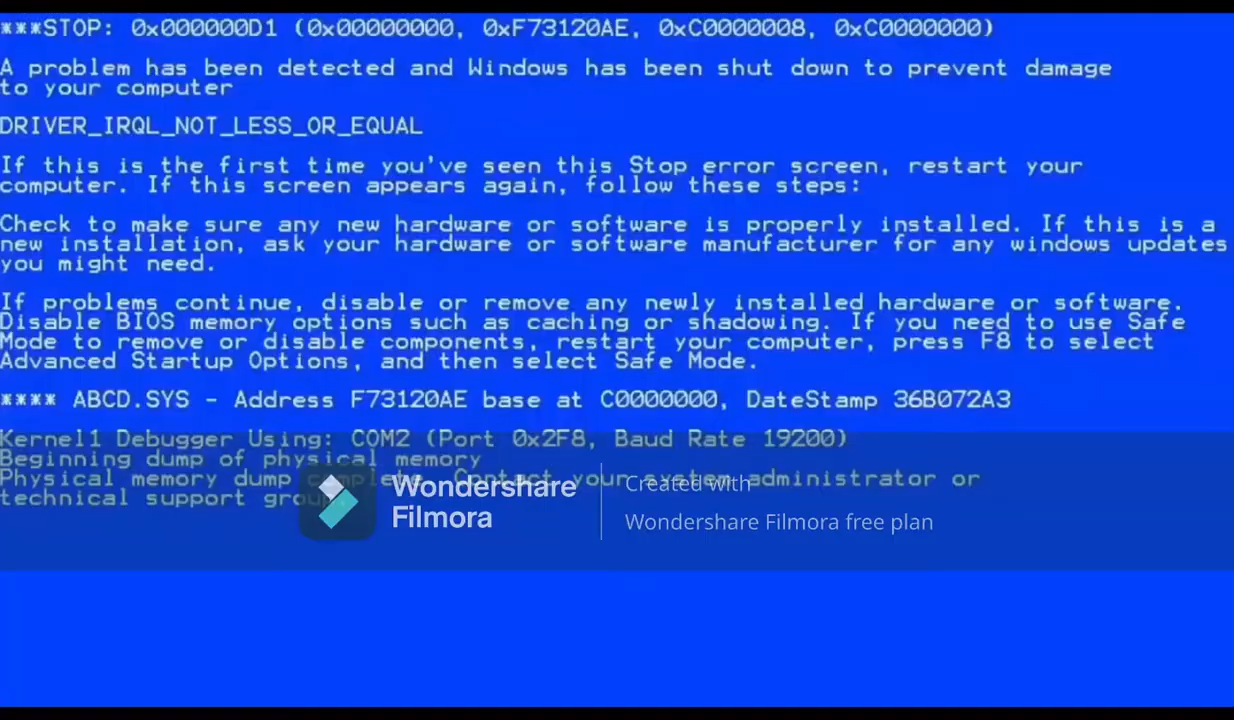 ***STOP: 0x000000D1 (0x00000000, 0xF73120AE, 0xC0000008, 0xC0000000)
A problem has been detected and Windows has been shut down to prevent damage
to your computer
DRIVER_IRQL_NOT_LESS_OR_EQUAL
If this is the first time you've seen this Stop error screen, restart your
computer. If this screen appears again, follow these steps:
Check to make sure any new hardware or software is properly installed. If this is a
new installation, ask your hardware or software manufacturer for any windows updates
you might need.
If problems continue, disable or remove any newly installed hardware or software.
Disable BIOS memory options such as caching or shadowing. If you need to use Safe
Mode to remove or disable components, restart your computer, press F8 to select
Advanced Startup Options, and then select Safe Mode.
**** ABCD.SYS - Address F73120AE base at C0000000, DateStamp 36B072A3
Kernel1 Debugger Using: COM2 (Port 0x2F8, Baud Rate 19200)
Beginning dump of physical memory
Physical memory dump complete. Contact your system administrator or
technical support group.
Wondershare
Filmora
Created with
Wondershare Filmora free plan